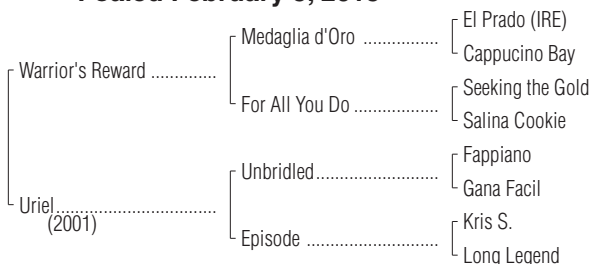 Foaled February
El Prado (IRE)
Medaglia d'Oro ................
Cappucino Bay
Warrior's Reward .............
Seeking the Gold
For All You Do ..................
Salina Cookie
Fappiano
Unbridled..........................
Gana Facil
Uriel................................
(2001)
Kris S.
Episode ............................
Long Legend